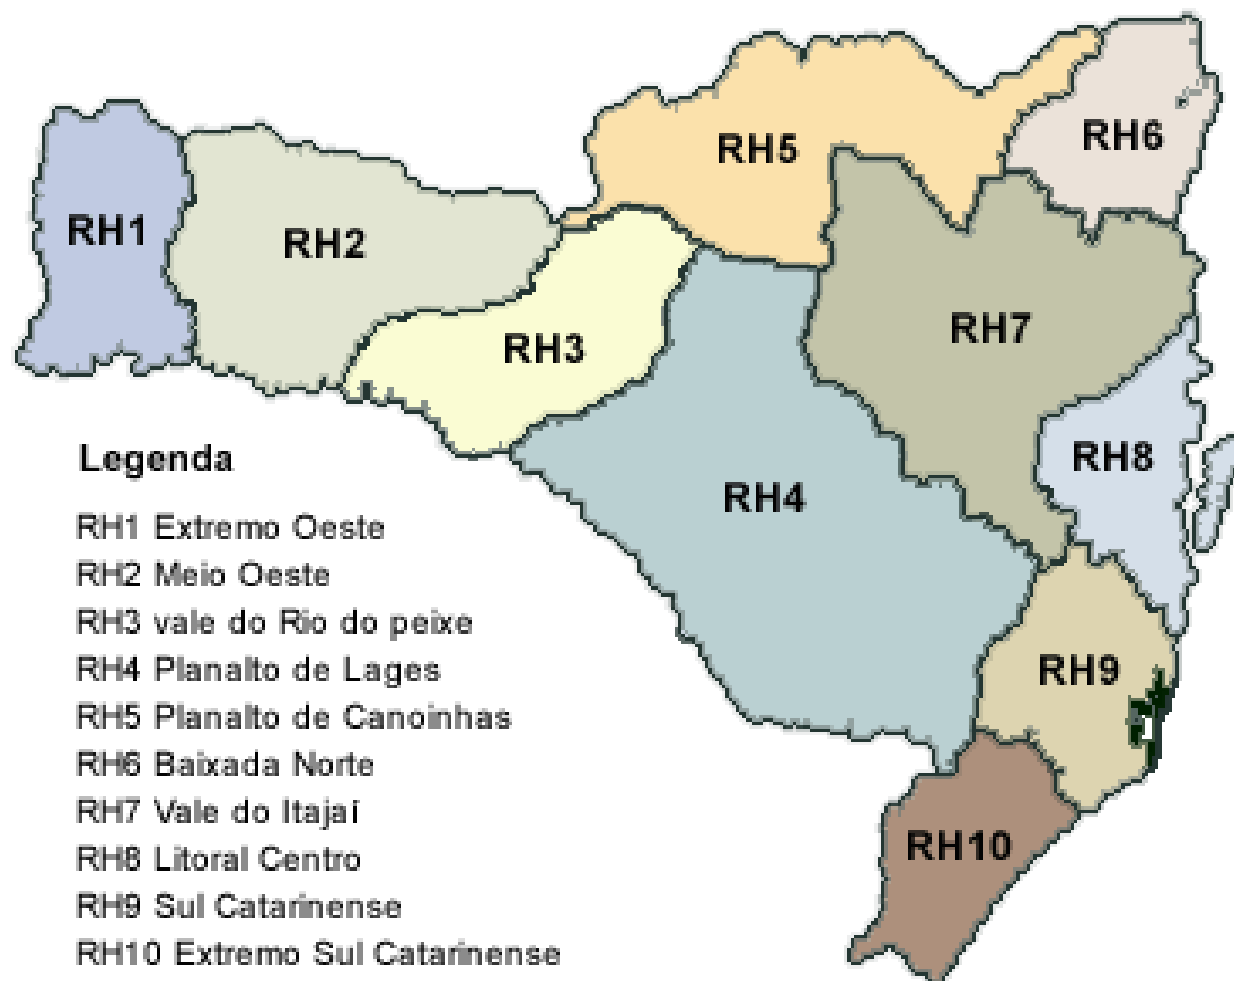 RH5
RH6
RH1
RH2
RH7
RH3
RH8
RH4
RH9
RH10
Legenda
RH1 Extremo Oeste
RH2 Meio Oeste
RH3 vale do Rio do peixe
RH4 Planalto de Lages
RH5 Planalto de Canoinhas
RH6 Baixada Norte
RH7 Vale do Itajaí
RH8 Litoral Centro
RH9 Sul Catarinense
RH10 Extremo Sul Catarinense